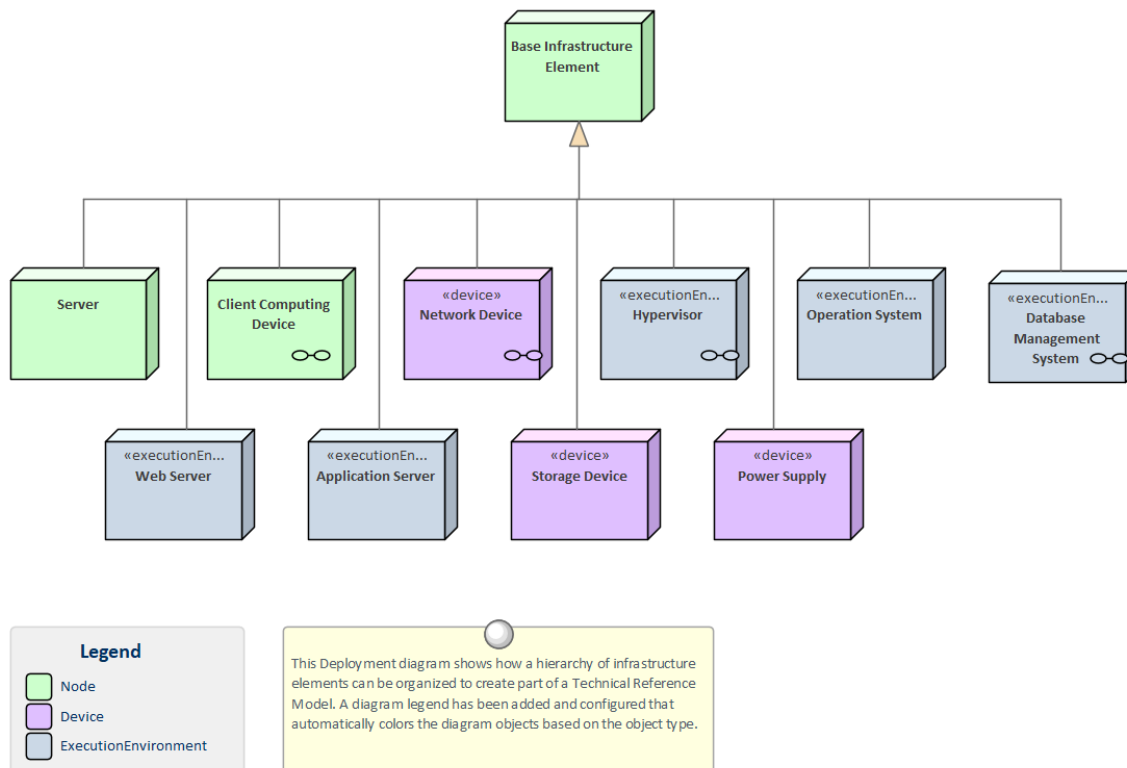 Base Infrastructure
Element
Server
Client Computing
Device
«device»
Network Device
«executionEn...
Hypervisor
«executionEn...
Operation System
«executionEn...
Database
Management
System
«executionEn...
Web Server
«executionEn...
Application Server
«device»
Storage Device
«device»
Power Supply
Legend
Node
Device
ExecutionEnvironment
This Deployment diagram shows how a hierarchy of infrastructure
elements can be organized to create part of a Technical Reference
Model. A diagram legend has been added and configured that
automatically colors the diagram objects based on the object type.